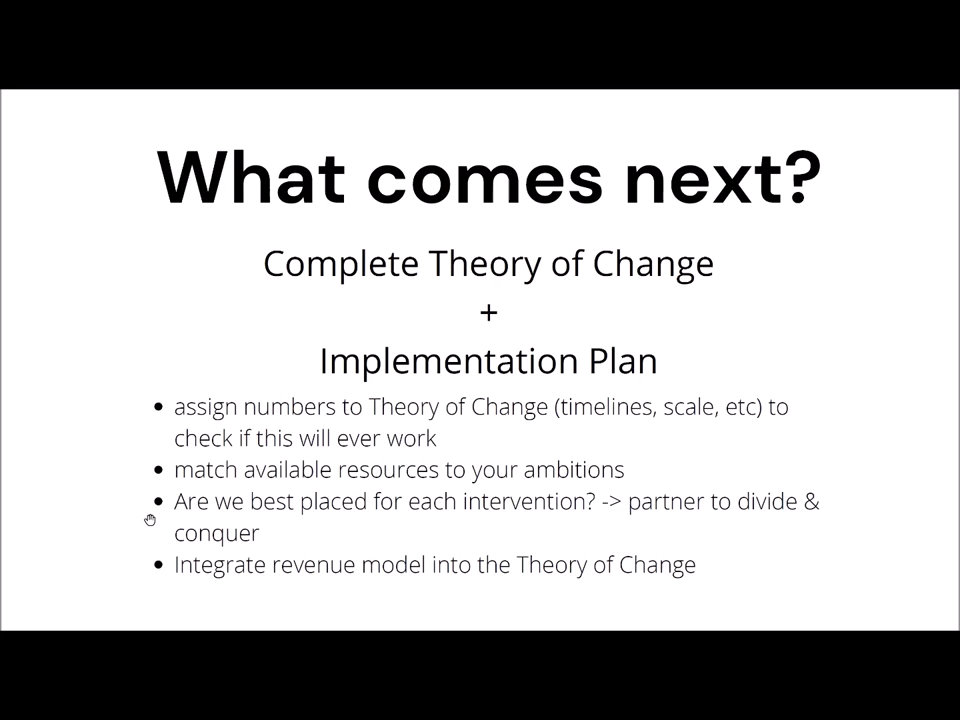 What comes next?
Complete Theory of Change
+
Implementation Plan
• assign numbers to Theory of Change (timelines, scale, etc) to
check if this will ever work
• match available resources to your ambitions
• Are we best placed for each intervention? -> partner to divide &
conquer
• Integrate revenue model into the Theory of Change